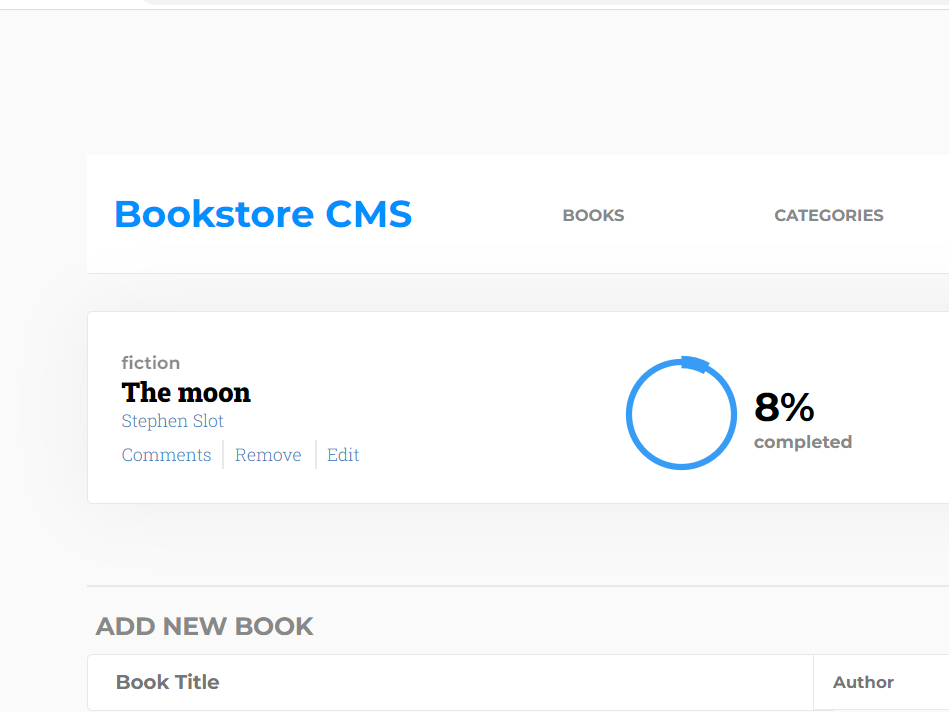 Bookstore CMS BOOKS CATEGORIES
fiction
The moon
Stephen Slot
Comments Remove Edit
8%
completed
ADD NEW BOOK
Book Title Author